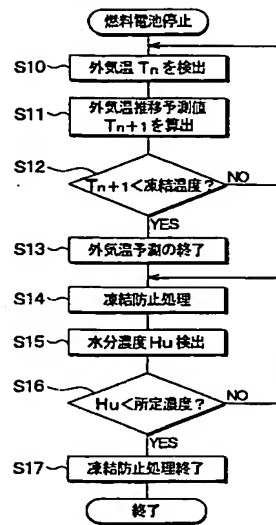 燃料電池停止
S10
外気温 Tnを検出
S11
外気温推移予測値
Tn+1を算出
S12
Tn+1<凍結温度?
NO
YES
S13
外気温予測の終了
S14
凍結防止処理
S15
水分濃度Hu検出
S16
Hu<所定濃度?
NO
YES
S17
凍結防止処理終了
終了